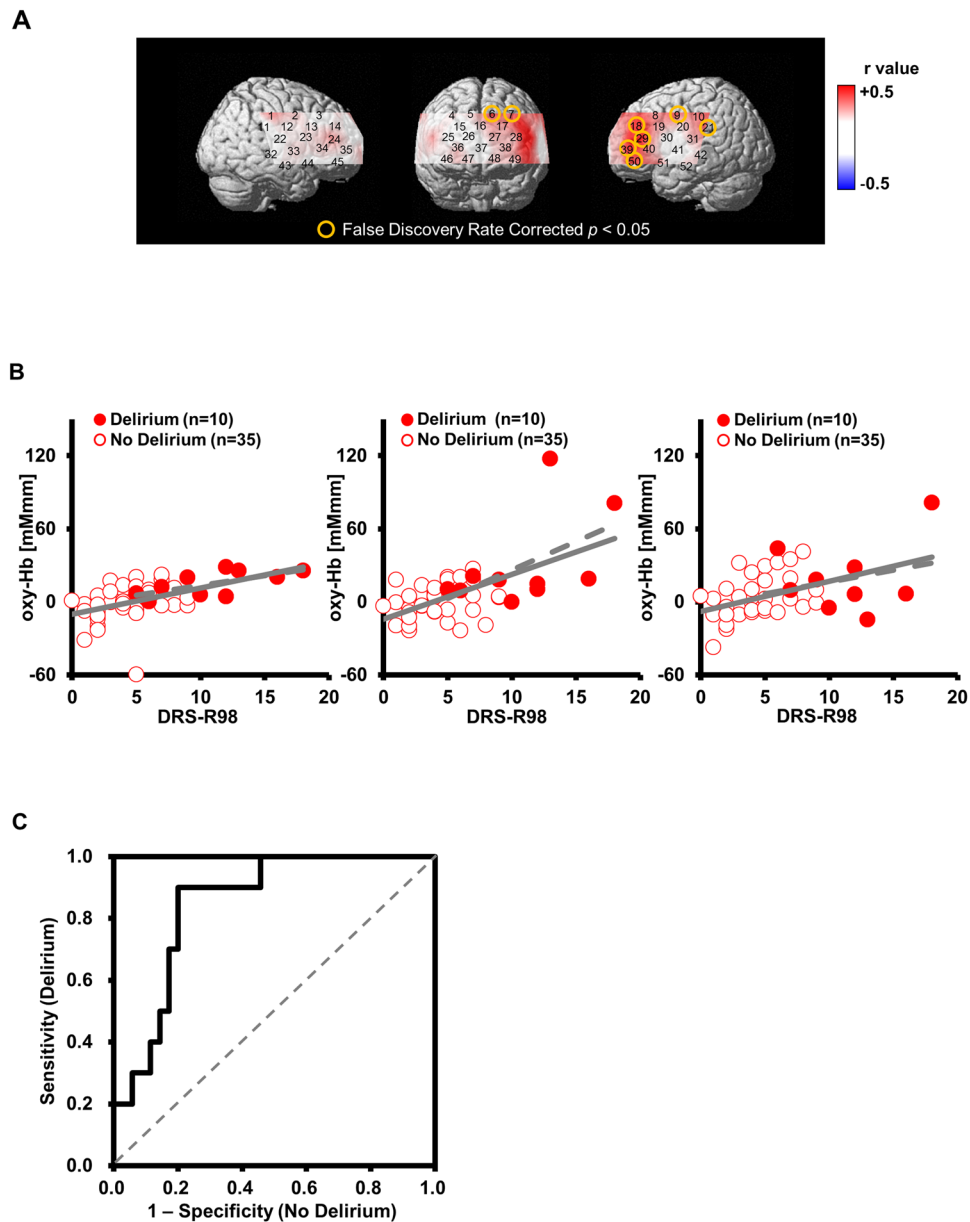 A
r value
+0.5
-0.5
1 2 3
11 12 13 14
22 23 24
32 33 34 35
43 44 45
4 5 6 7
15 16 17
25 26 27 28
36 37 38
46 47 48 49
8 9 10
18 19 20 21
29 30 31
39 40 41 42
50 51 52
False Discovery Rate Corrected p < 0.05
B
Delirium (n=10)
No Delirium (n=35)
oxy-Hb [mMmm]
120
60
0
-60
0 5 10 15 20
DRS-R98
Delirium (n=10)
No Delirium (n=35)
oxy-Hb [mMmm]
120
60
0
-60
0 5 10 15 20
DRS-R98
Delirium (n=10)
No Delirium (n=35)
oxy-Hb [mMmm]
120
60
0
-60
0 5 10 15 20
DRS-R98
C
Sensitivity (Delirium)
1.0
0.8
0.6
0.4
0.2
0.0
0.0 0.2 0.4 0.6 0.8 1.0
1 – Specificity (No Delirium)